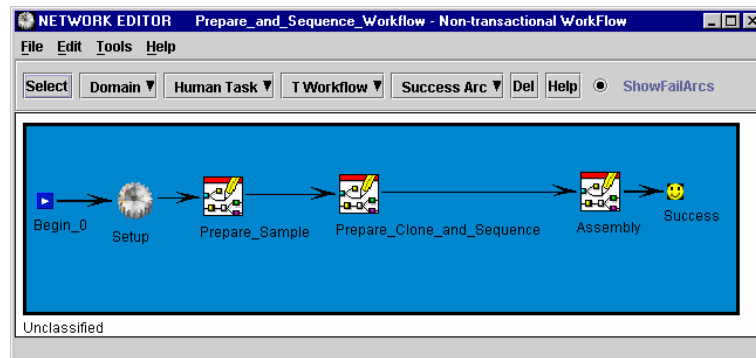 NETWORK EDITOR Prepare_and_Sequence_Workflow - Non-transactional WorkFlow
File Edit Tools Help
Select Domain Human Task T Workflow Success Arc Del Help ShowFailArcs
Begin_0 Setup Prepare_Sample Prepare_Clone_and_Sequence Assembly Success
Unclassified